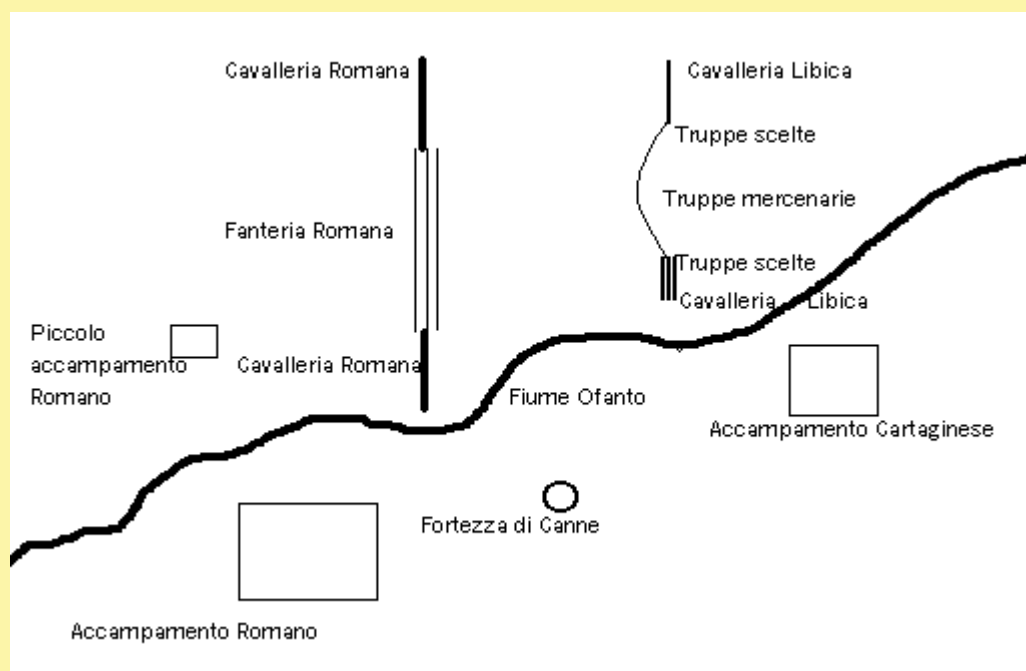 Cavalleria Romana
Cavalleria Libica
Truppe scelte
Truppe mercenarie
Fanteria Romana
Truppe scelte
Cavalleria Libica
Piccolo
accampamento
Romano
Cavalleria Romana
Fiume Ofanto
Accampamento Cartaginese
Fortezza di Canne
Accampamento Romano